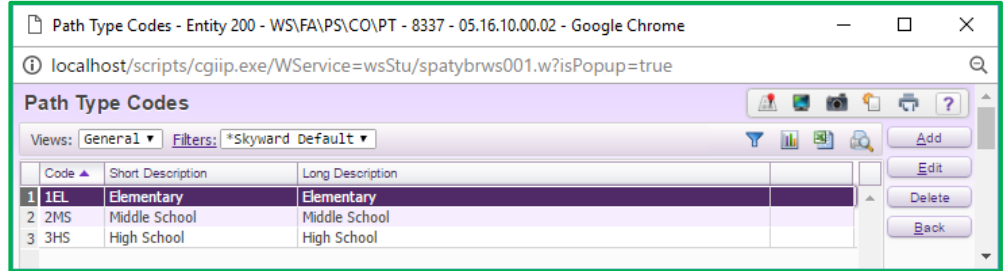 Path Type Codes - Entity 200 - WS\FA\PS\CO\PT - 8337 - 05.16.10.00.02 - Google Chrome
localhost/scripts/cgiip.exe/WService=wsStu/spatybrws001.w?isPopup=true
Path Type Codes ?
Views: General ▼ Filters: *Skyward Default ▼ Add
Code ▲ Short Description Long Description Edit
1 1EL Elementary Elementary Delete
2 2MS Middle School Middle School
Back
3 3HS High School High School